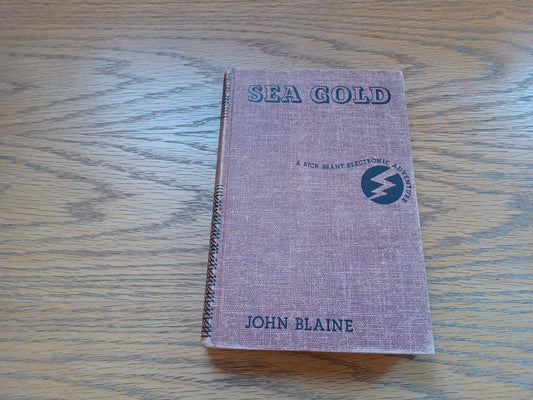 SEA GOLD
A RICK BRANT ELECTRONIC ADVENTURE
JOHN BLAINE